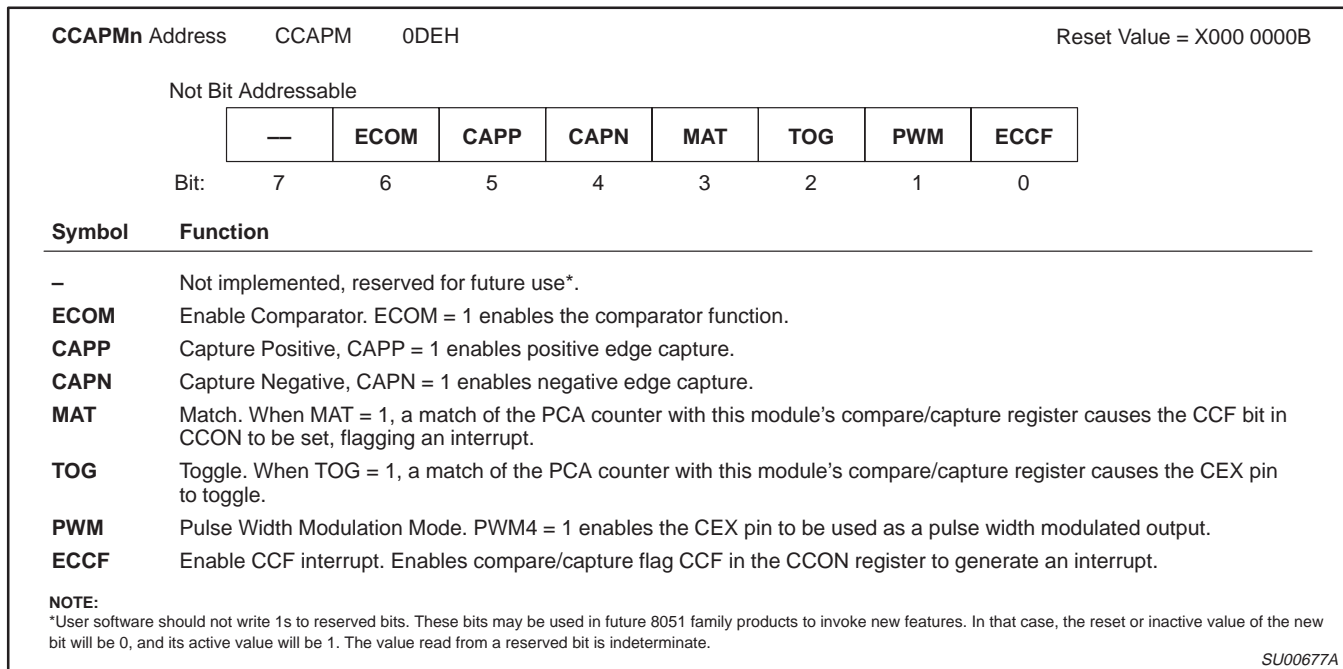 CCAPMn Address CCAPM 0DEH Reset Value = X000 0000B
Not Bit Addressable
— ECOM CAPP CAPN MAT TOG PWM ECCF
Bit: 7 6 5 4 3 2 1 0
Symbol Function
– Not implemented, reserved for future use*.
ECOM Enable Comparator. ECOM = 1 enables the comparator function.
CAPP Capture Positive, CAPP = 1 enables positive edge capture.
CAPN Capture Negative, CAPN = 1 enables negative edge capture.
MAT Match. When MAT = 1, a match of the PCA counter with this module's compare/capture register causes the CCF bit in
CCON to be set, flagging an interrupt.
TOG Toggle. When TOG = 1, a match of the PCA counter with this module's compare/capture register causes the CEX pin
to toggle.
PWM Pulse Width Modulation Mode. PWM4 = 1 enables the CEX pin to be used as a pulse width modulated output.
ECCF Enable CCF interrupt. Enables compare/capture flag CCF in the CCON register to generate an interrupt.
NOTE:
*User software should not write 1s to reserved bits. These bits may be used in future 8051 family products to invoke new features. In that case, the reset or inactive value of the new
bit will be 0, and its active value will be 1. The value read from a reserved bit is indeterminate.
SU00677A